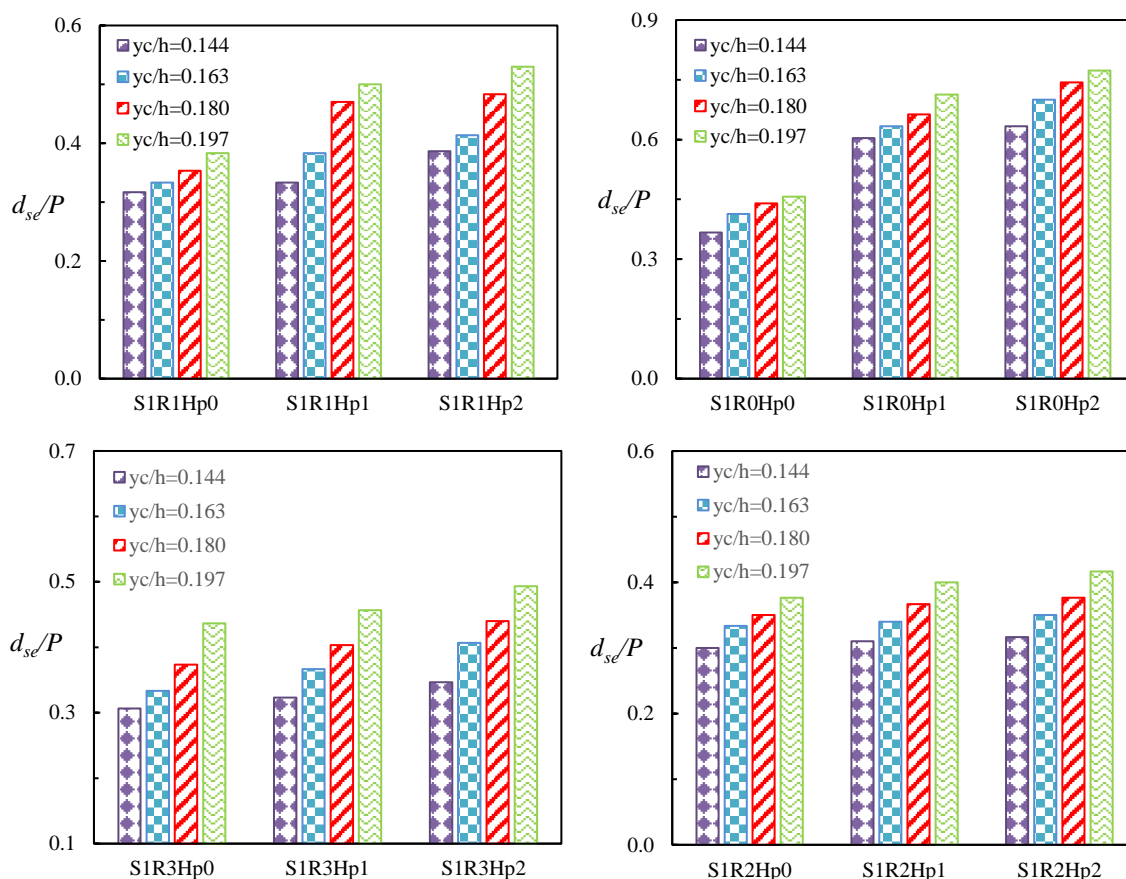 0.6
yc/h=0.144
yc/h=0.163
yc/h=0.180
yc/h=0.197
0.4
dse/P
0.2
0.0
S1R1Hp0 S1R1Hp1 S1R1Hp2
0.9
yc/h=0.144
yc/h=0.163
yc/h=0.180
yc/h=0.197
0.6
dse/P
0.3
0.0
S1R0Hp0 S1R0Hp1 S1R0Hp2
0.7
yc/h=0.144
yc/h=0.163
yc/h=0.180
yc/h=0.197
0.5
dse/P
0.3
0.1
S1R3Hp0 S1R3Hp1 S1R3Hp2
0.6
yc/h=0.144
yc/h=0.163
yc/h=0.180
yc/h=0.197
0.4
dse/P
0.2
0.0
S1R2Hp0 S1R2Hp1 S1R2Hp2